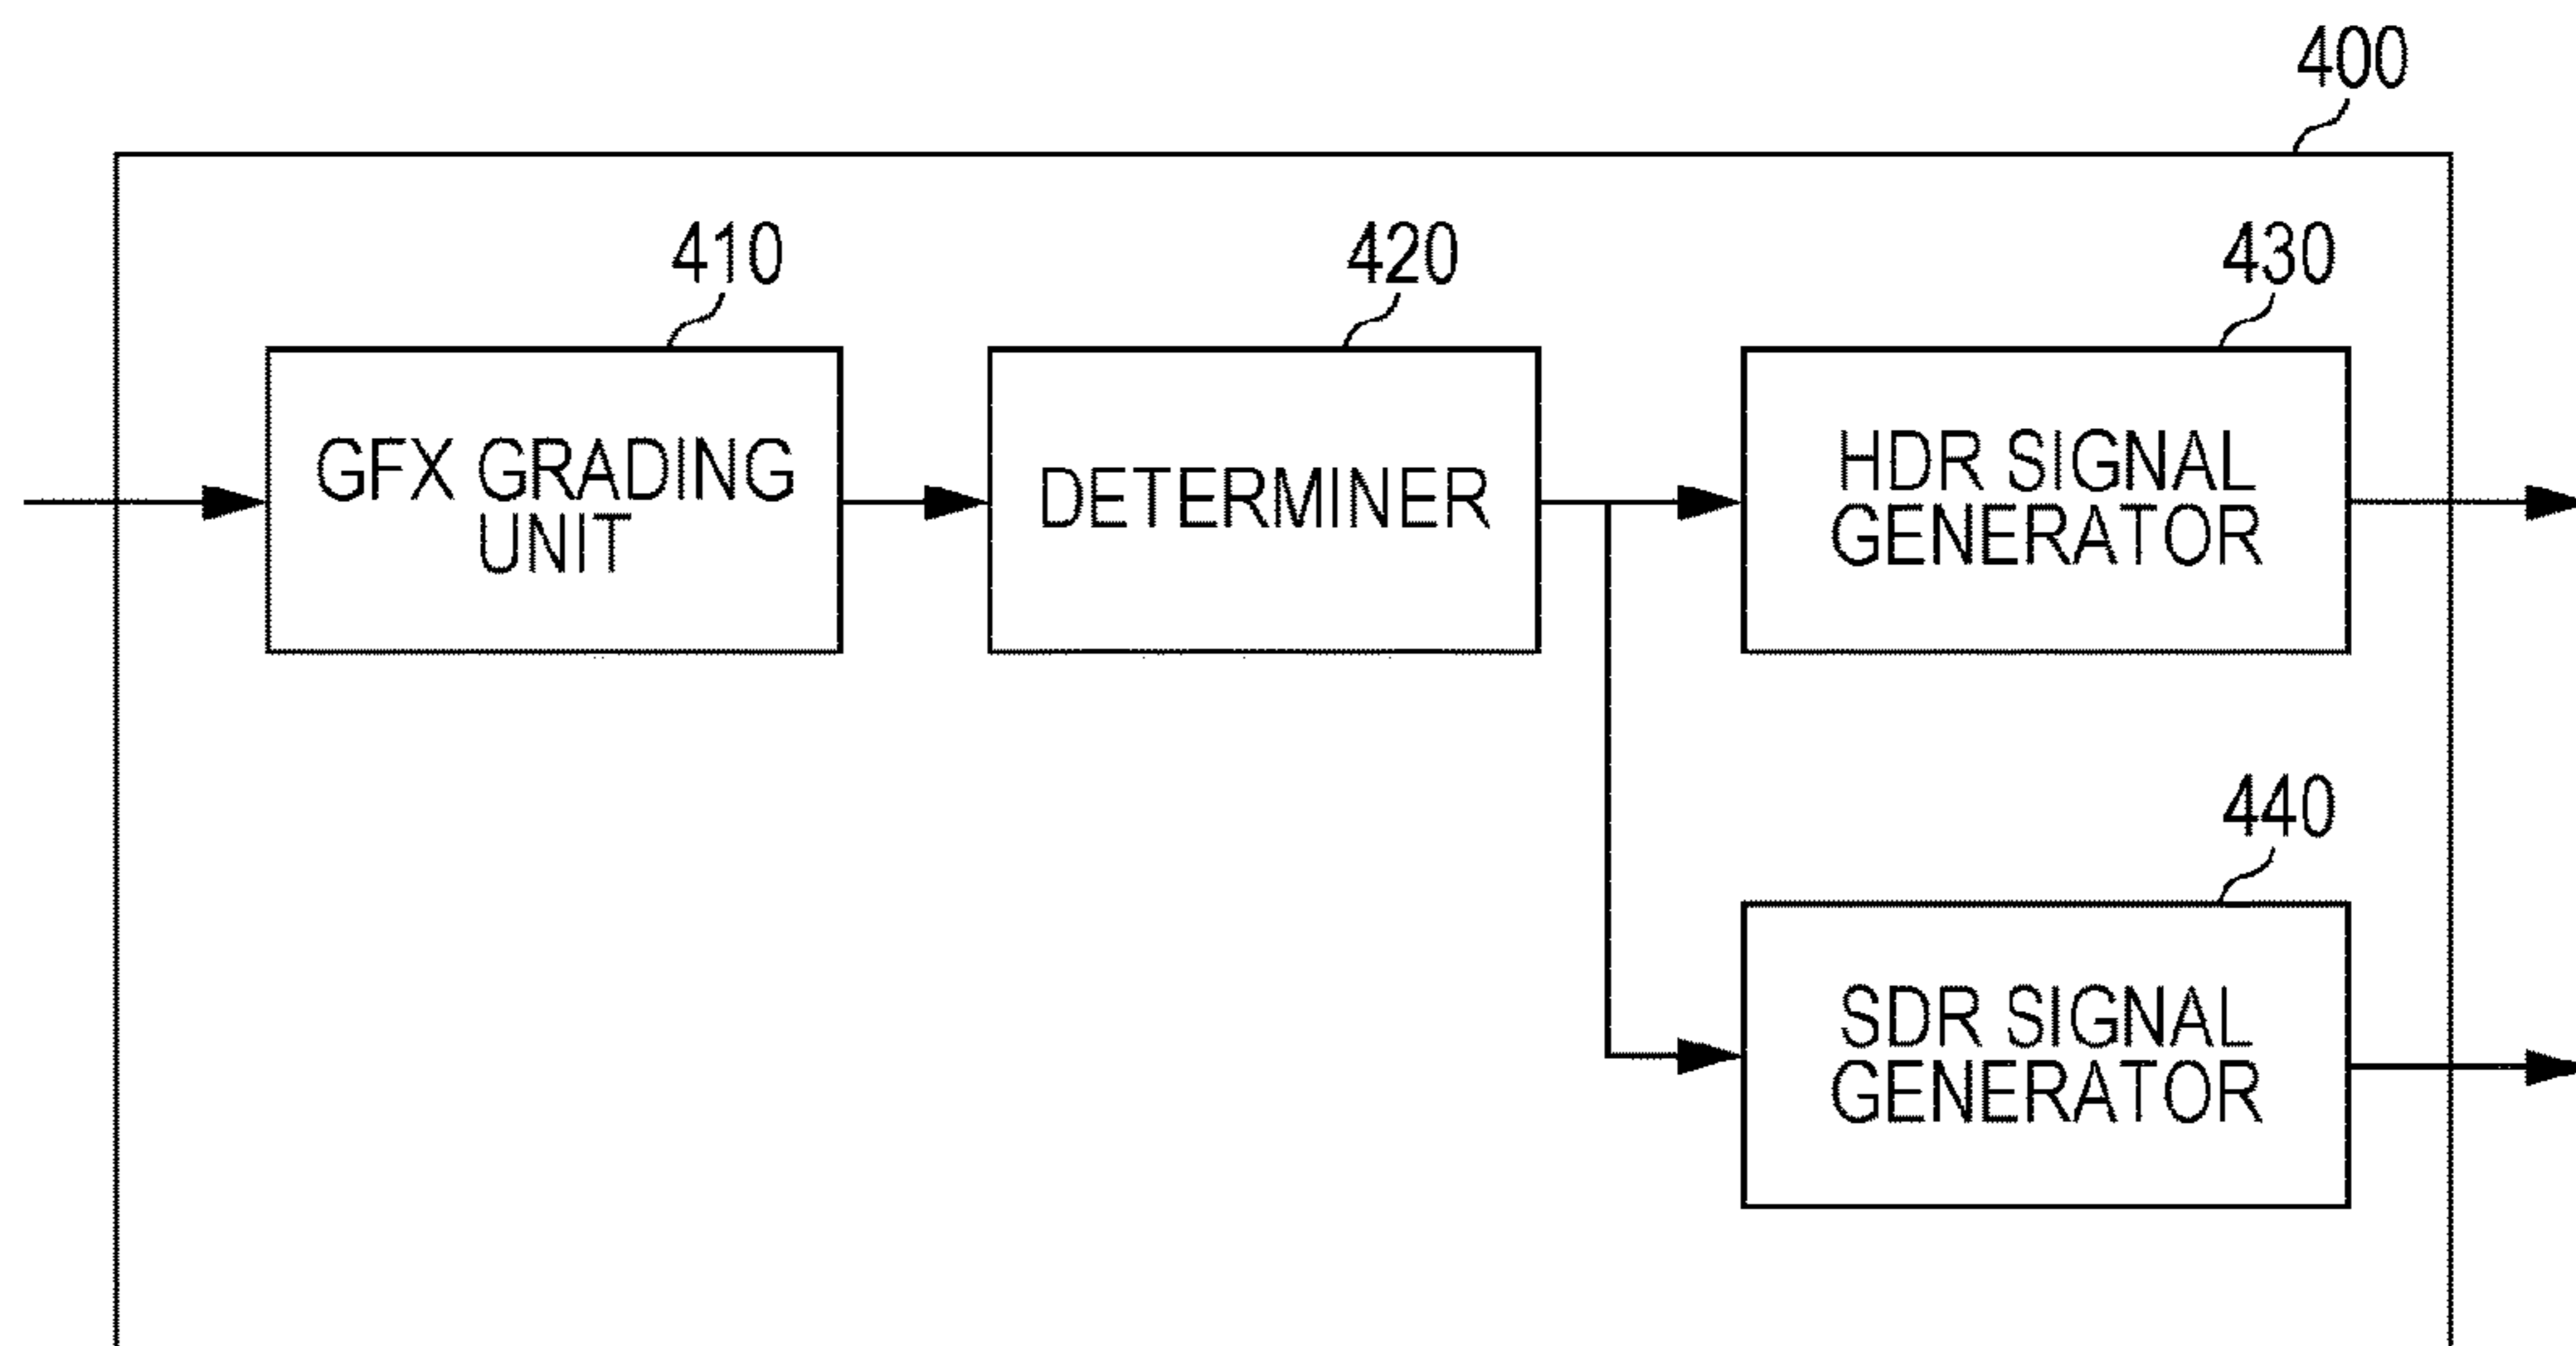 400
410
420
430
GFX GRADING
UNIT
DETERMINER
HDR SIGNAL
GENERATOR
440
SDR SIGNAL
GENERATOR